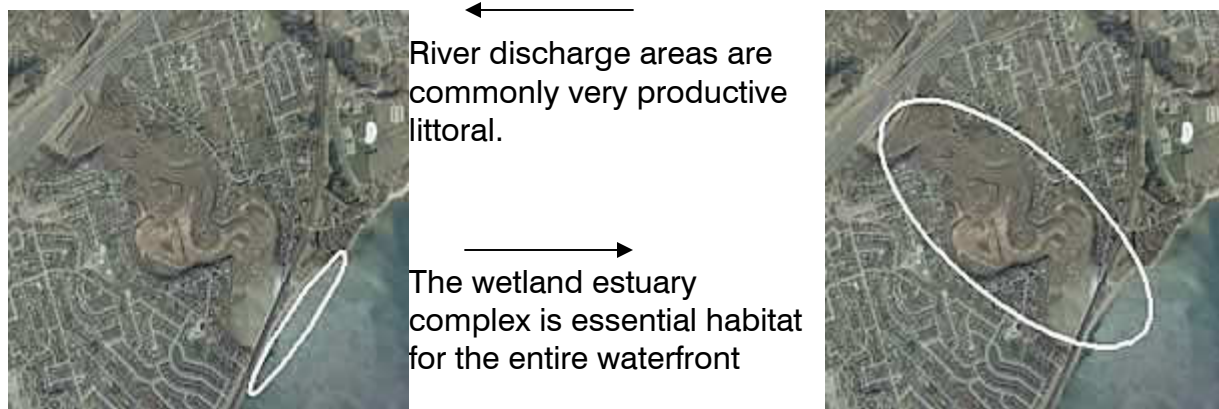 River discharge areas are
commonly very productive
littoral.
The wetland estuary
complex is essential habitat
for the entire waterfront